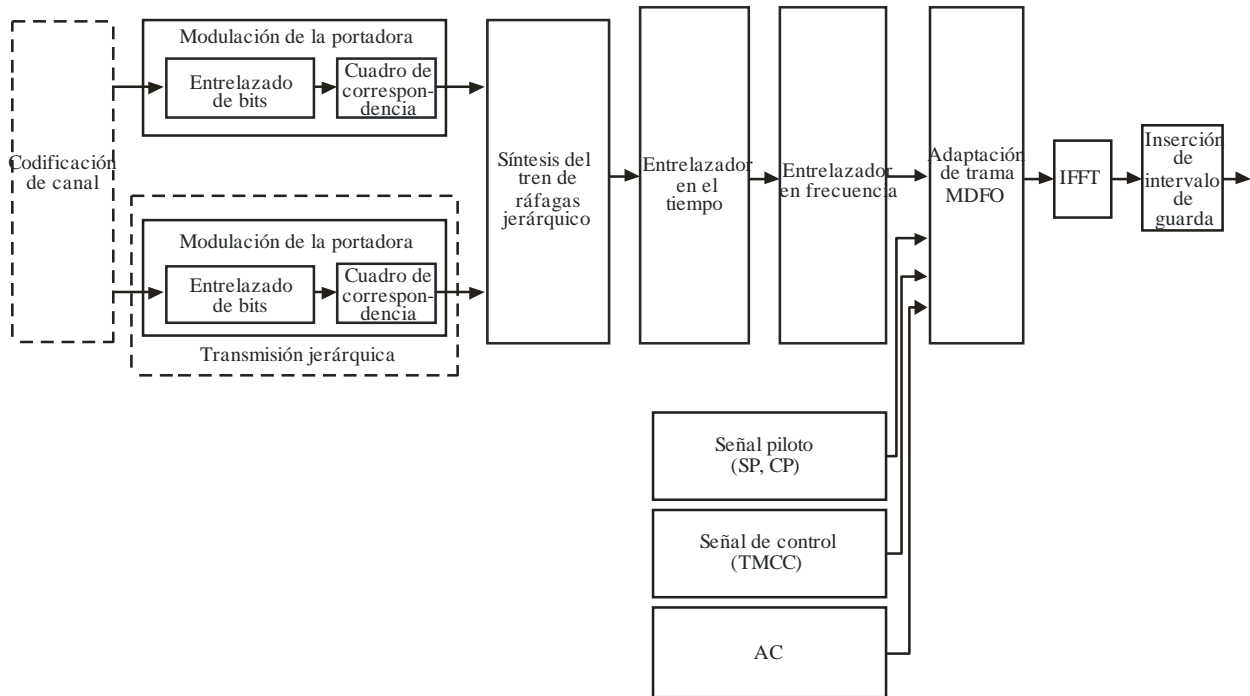 Codificación
de canal
Modulación de la portadora
Entrelazado
de bits
Cuadro de
correspon-
dencia
Modulación de la portadora
Entrelazado
de bits
Cuadro de
correspon-
dencia
Transmisión jerárquica
Síntesis del
tren de
ráfagas
jerárquico
Entrelazador
en el
tiempo
Entrelazador
en frecuencia
Adaptación
de trama
MDFO
IFFT
Inserción
de
intervalo
de
guarda
Señal piloto
(SP, CP)
Señal de control
(TMCC)
AC